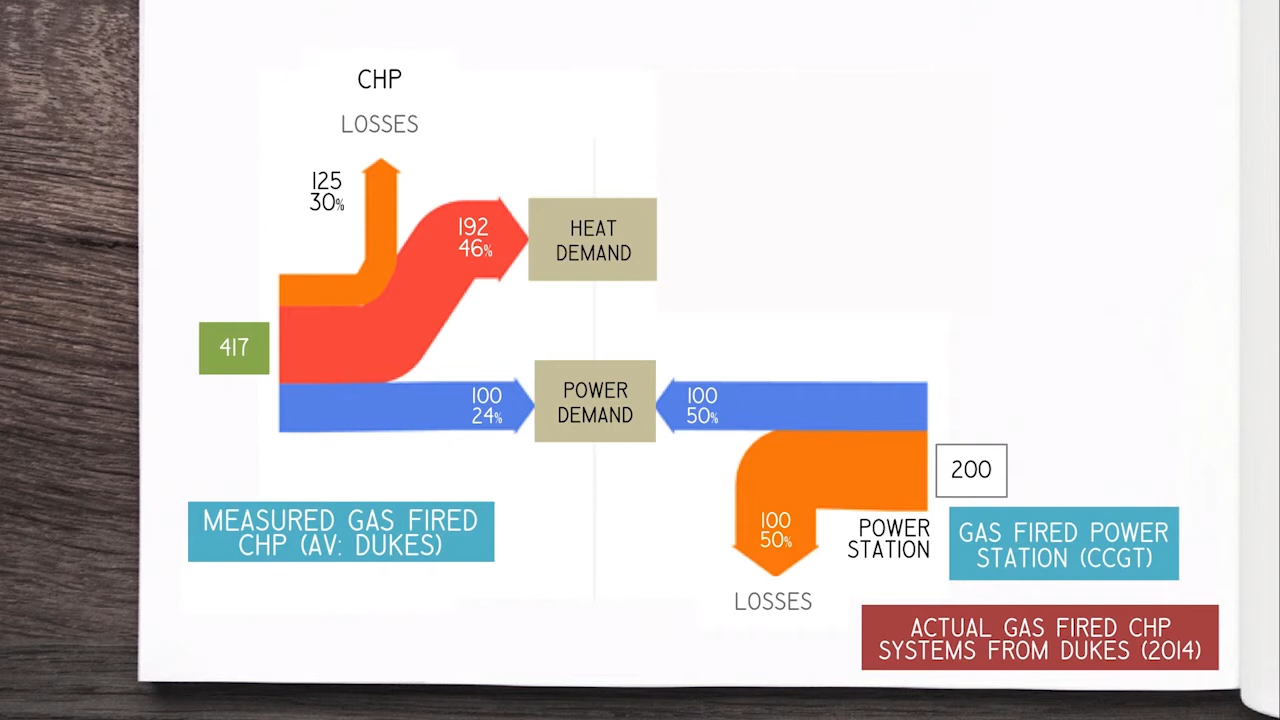 CHP
LOSSES
125
30%
192
46%
HEAT
DEMAND
417
100
24%
POWER
DEMAND
100
50%
200
100
50%
POWER
STATION
LOSSES
MEASURED GAS FIRED
CHP (AV: DUKES)
GAS FIRED POWER
STATION (CCGT)
ACTUAL GAS FIRED CHP
SYSTEMS FROM DUKES (2014)